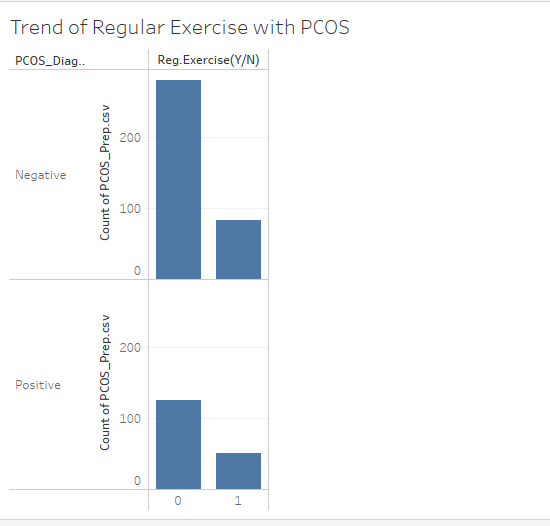 Trend of Regular Exercise with PCOS
PCOS_Diag.. Reg.Exercise(Y/N)
Negative
Count of PCOS_Prep.csv
200
100
0
Positive
Count of PCOS_Prep.csv
200
100
0
0 1